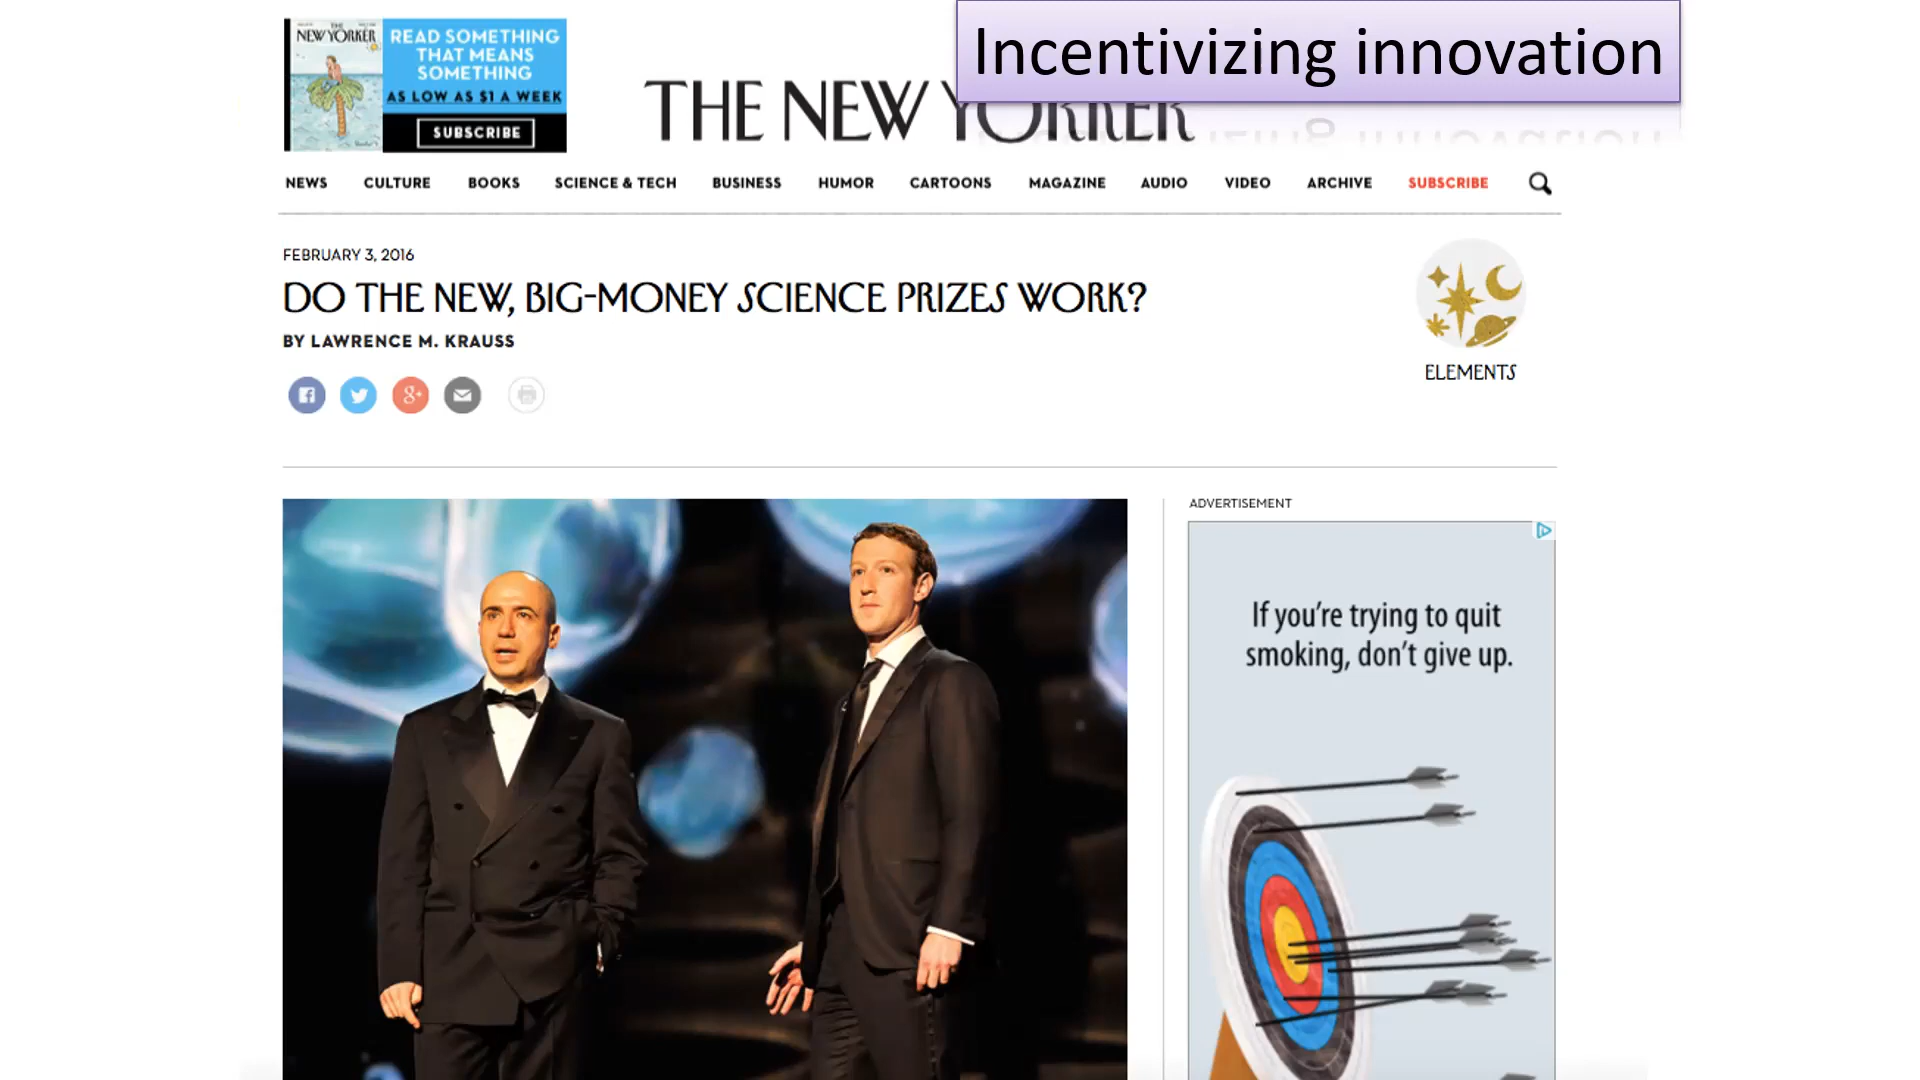 Incentivizing innovation
THE
NEW YORKER
READ SOMETHING
THAT MEANS
SOMETHING
AS LOW AS $1 A WEEK
SUBSCRIBE
THE NEW YORKER
NEWS CULTURE BOOKS SCIENCE & TECH BUSINESS HUMOR CARTOONS MAGAZINE AUDIO VIDEO ARCHIVE SUBSCRIBE
FEBRUARY 3, 2016
DO THE NEW, BIG-MONEY SCIENCE PRIZES WORK?
BY LAWRENCE M. KRAUSS
ELEMENTS
ADVERTISEMENT
If you're trying to quit
smoking, don't give up.